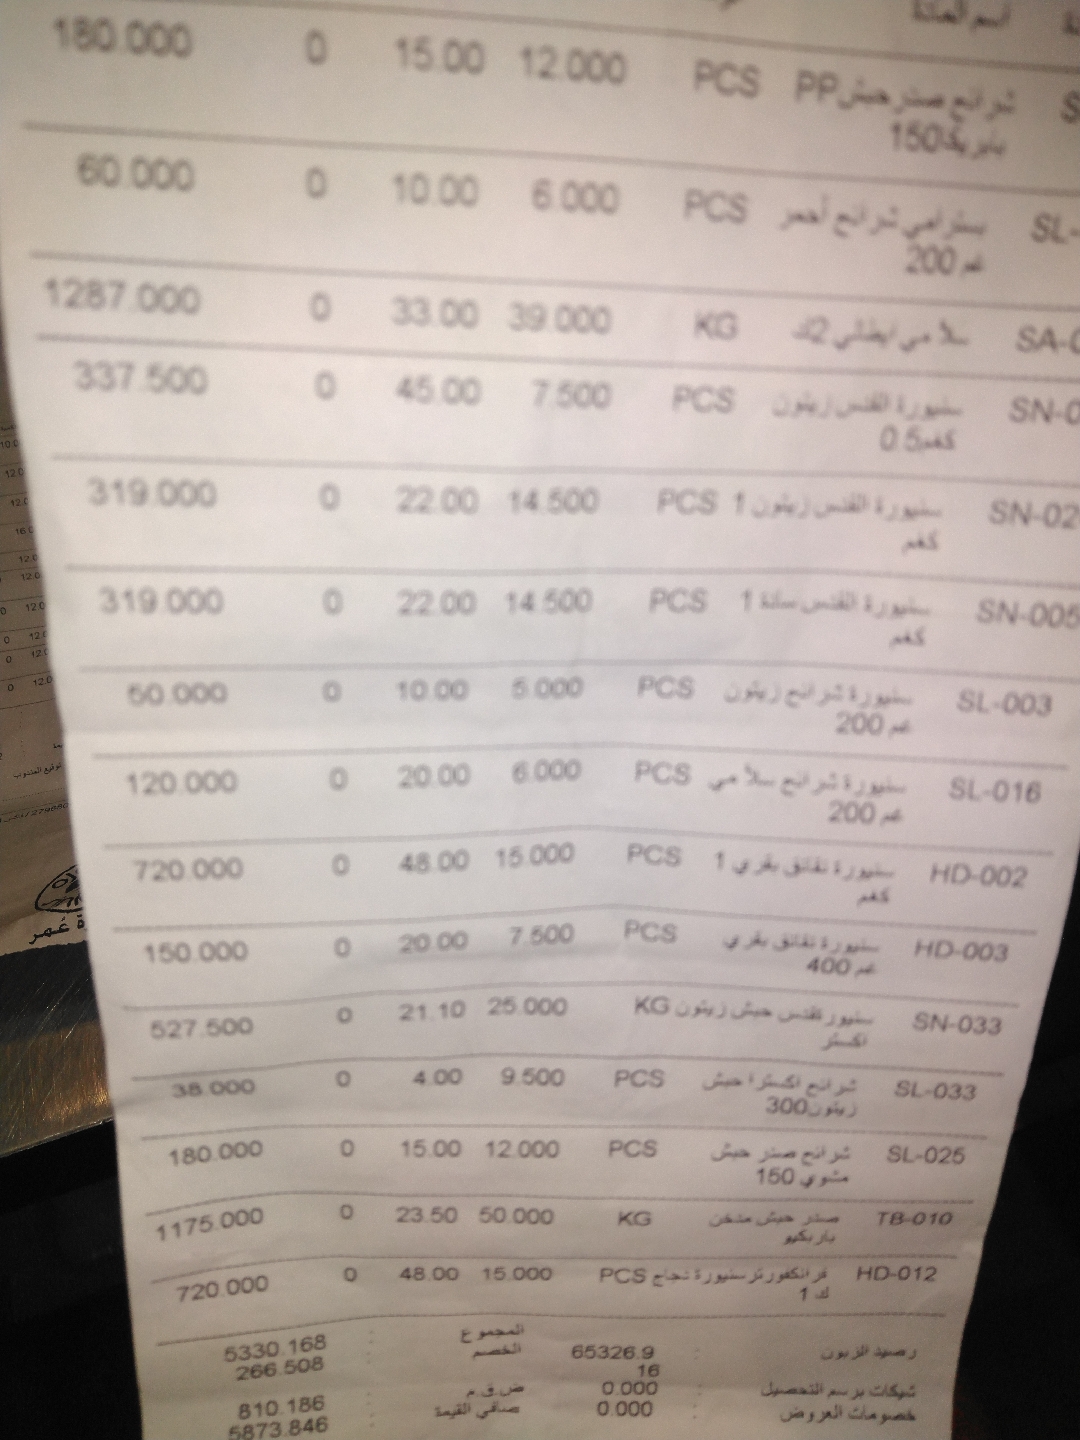 اسم المادة
شرائح صدر حبش PP PCS 12.000 15.00 0 180.000
بابريكا 150
SL- بسترامي شرائح أحمر PCS 6.000 10.00 0 60.000
200 غم
SA-0 سلامي ايطالي 2ك KG 39.000 33.00 0 1287.000
SN-0 سنيورة القدس زيتون PCS 7.500 45.00 0 337.500
0.5 كغم
SN-02 سنيورة القدس زيتون 1 PCS 14.500 22.00 0 319.000
كغم
SN-005 سنيورة القدس سادة 1 PCS 14.500 22.00 0 319.000
كغم
SL-003 سنيورة شرائح زيتون PCS 5.000 10.00 0 50.000
200 غم
SL-016 سنيورة شرائح سلامي PCS 6.000 20.00 0 120.000
200 غم
HD-002 سنيورة نقانق بقري 1 PCS 15.000 48.00 0 720.000
كغم
HD-003 سنيورة نقانق بقري PCS 7.500 20.00 0 150.000
400 غم
SN-033 سنيورة قدس حبش زيتون KG 25.000 21.10 0 527.500
اكسترا
SL-033 شرائح اكسترا حبش PCS 9.500 4.00 0 38.000
زيتون 300
SL-025 شرائح صدر حبش PCS 12.000 15.00 0 180.000
مشوي 150
TB-010 صدر حبش مدخن KG 50.000 23.50 0 1175.000
باربكيو
HD-012 فرانكفورتر سنيورة دجاج PCS 15.000 48.00 0 720.000
1 ك
رصيد الزبون : 65326.9 المجموع : 5330.168
16 الخصم : 266.508
شيكات برسم التحصيل : 0.000 ض.ق.م : 810.186
خصومات العروض : 0.000 صافي القيمة : 5873.846
توقيع المندوب